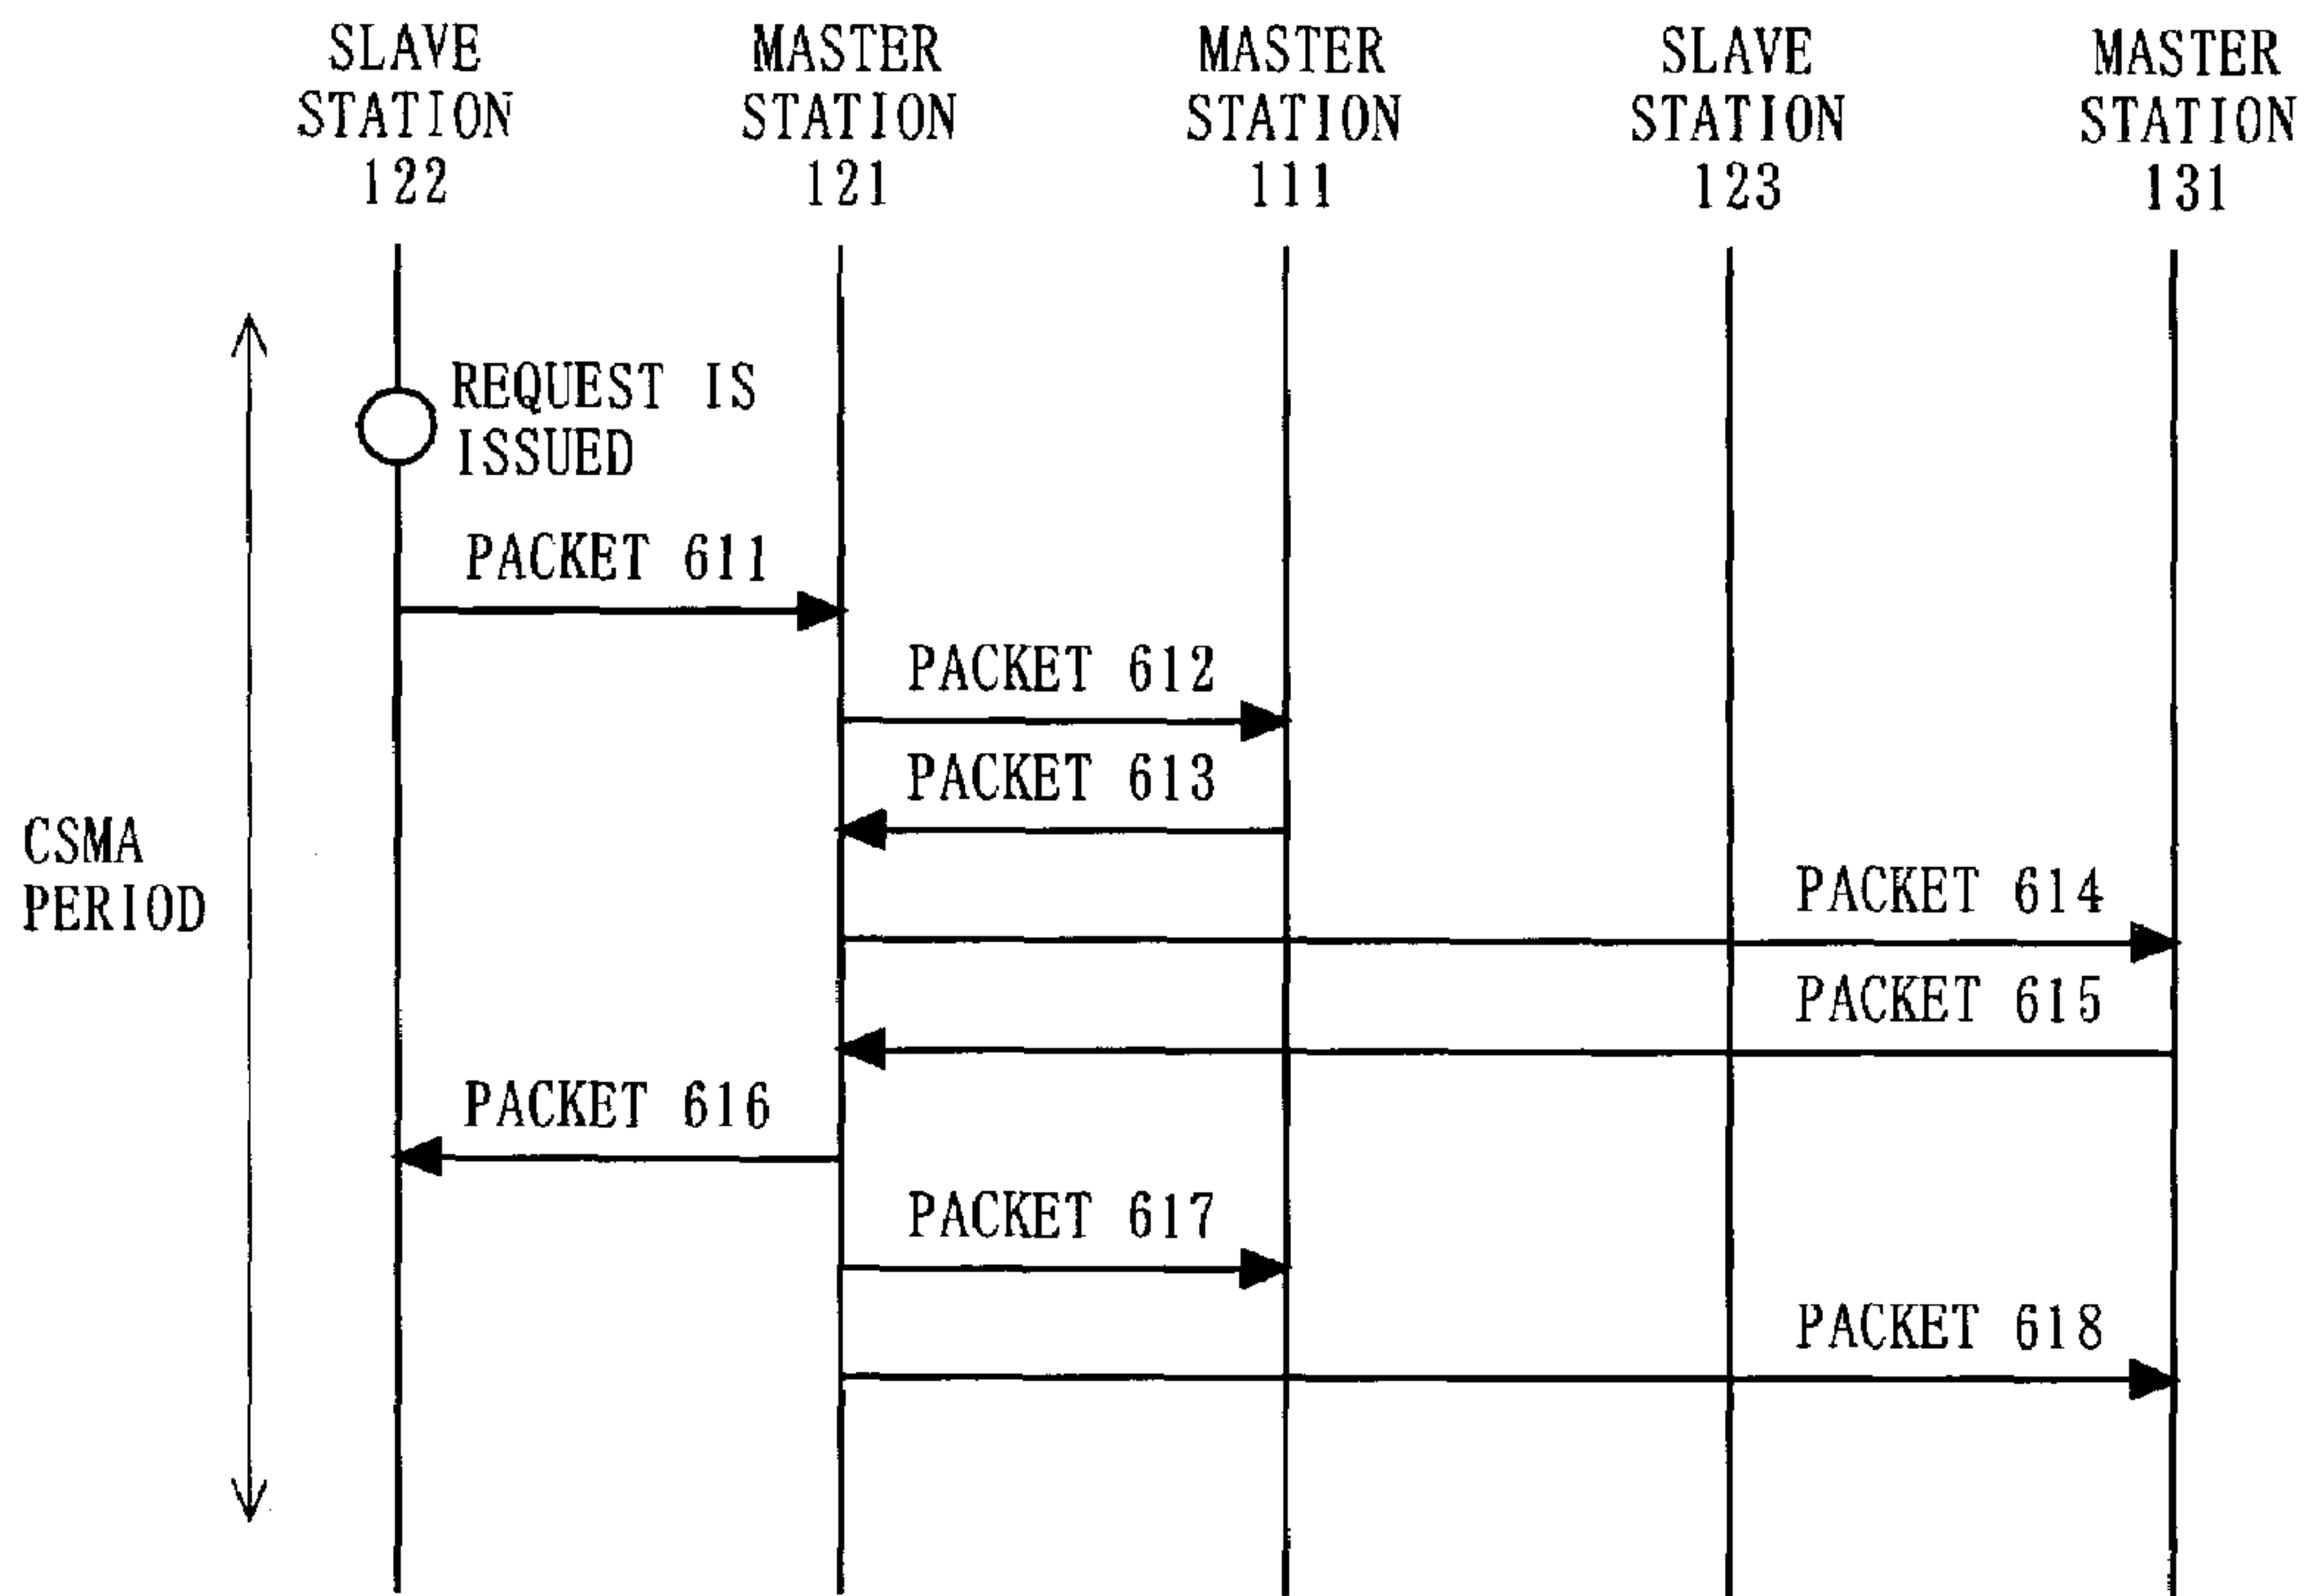 SLAVE STATION 122
MASTER STATION 121
MASTER STATION 111
SLAVE STATION 123
MASTER STATION 131
REQUEST IS
ISSUED
PACKET 611
PACKET 612
PACKET 613
CSMA
PERIOD
PACKET 614
PACKET 615
PACKET 616
PACKET 617
PACKET 618